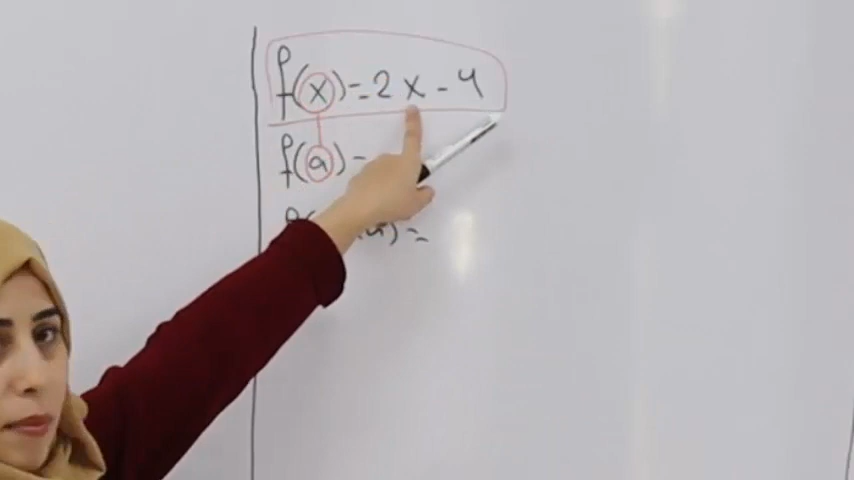 f(x) = 2x - 4
f(a) =